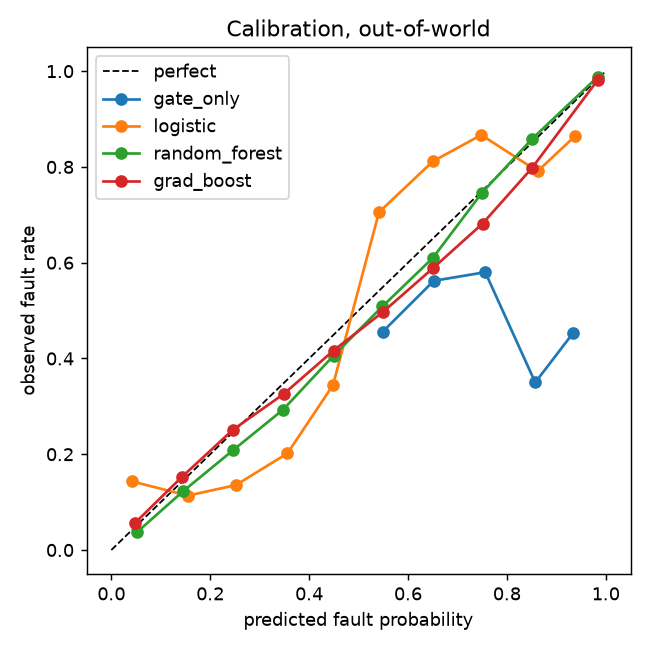 Calibration, out-of-world
perfect
gate_only
logistic
random_forest
grad_boost
1.0
0.8
0.6
0.4
0.2
0.0
observed fault rate
0.0 0.2 0.4 0.6 0.8 1.0
predicted fault probability